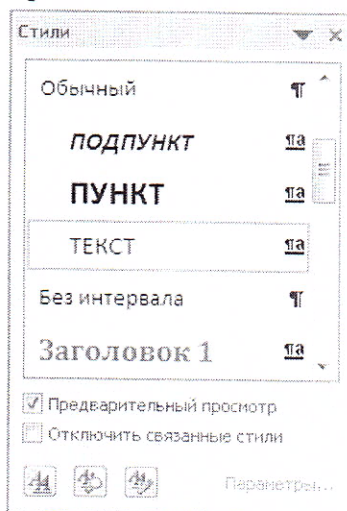 Стили
Обычный ¶
ПОДПУНКТ ¶a
ПУНКТ ¶a
ТЕКСТ ¶a
Без интервала ¶
Заголовок 1 ¶a
Предварительный просмотр
Отключить связанные стили
Параметры...